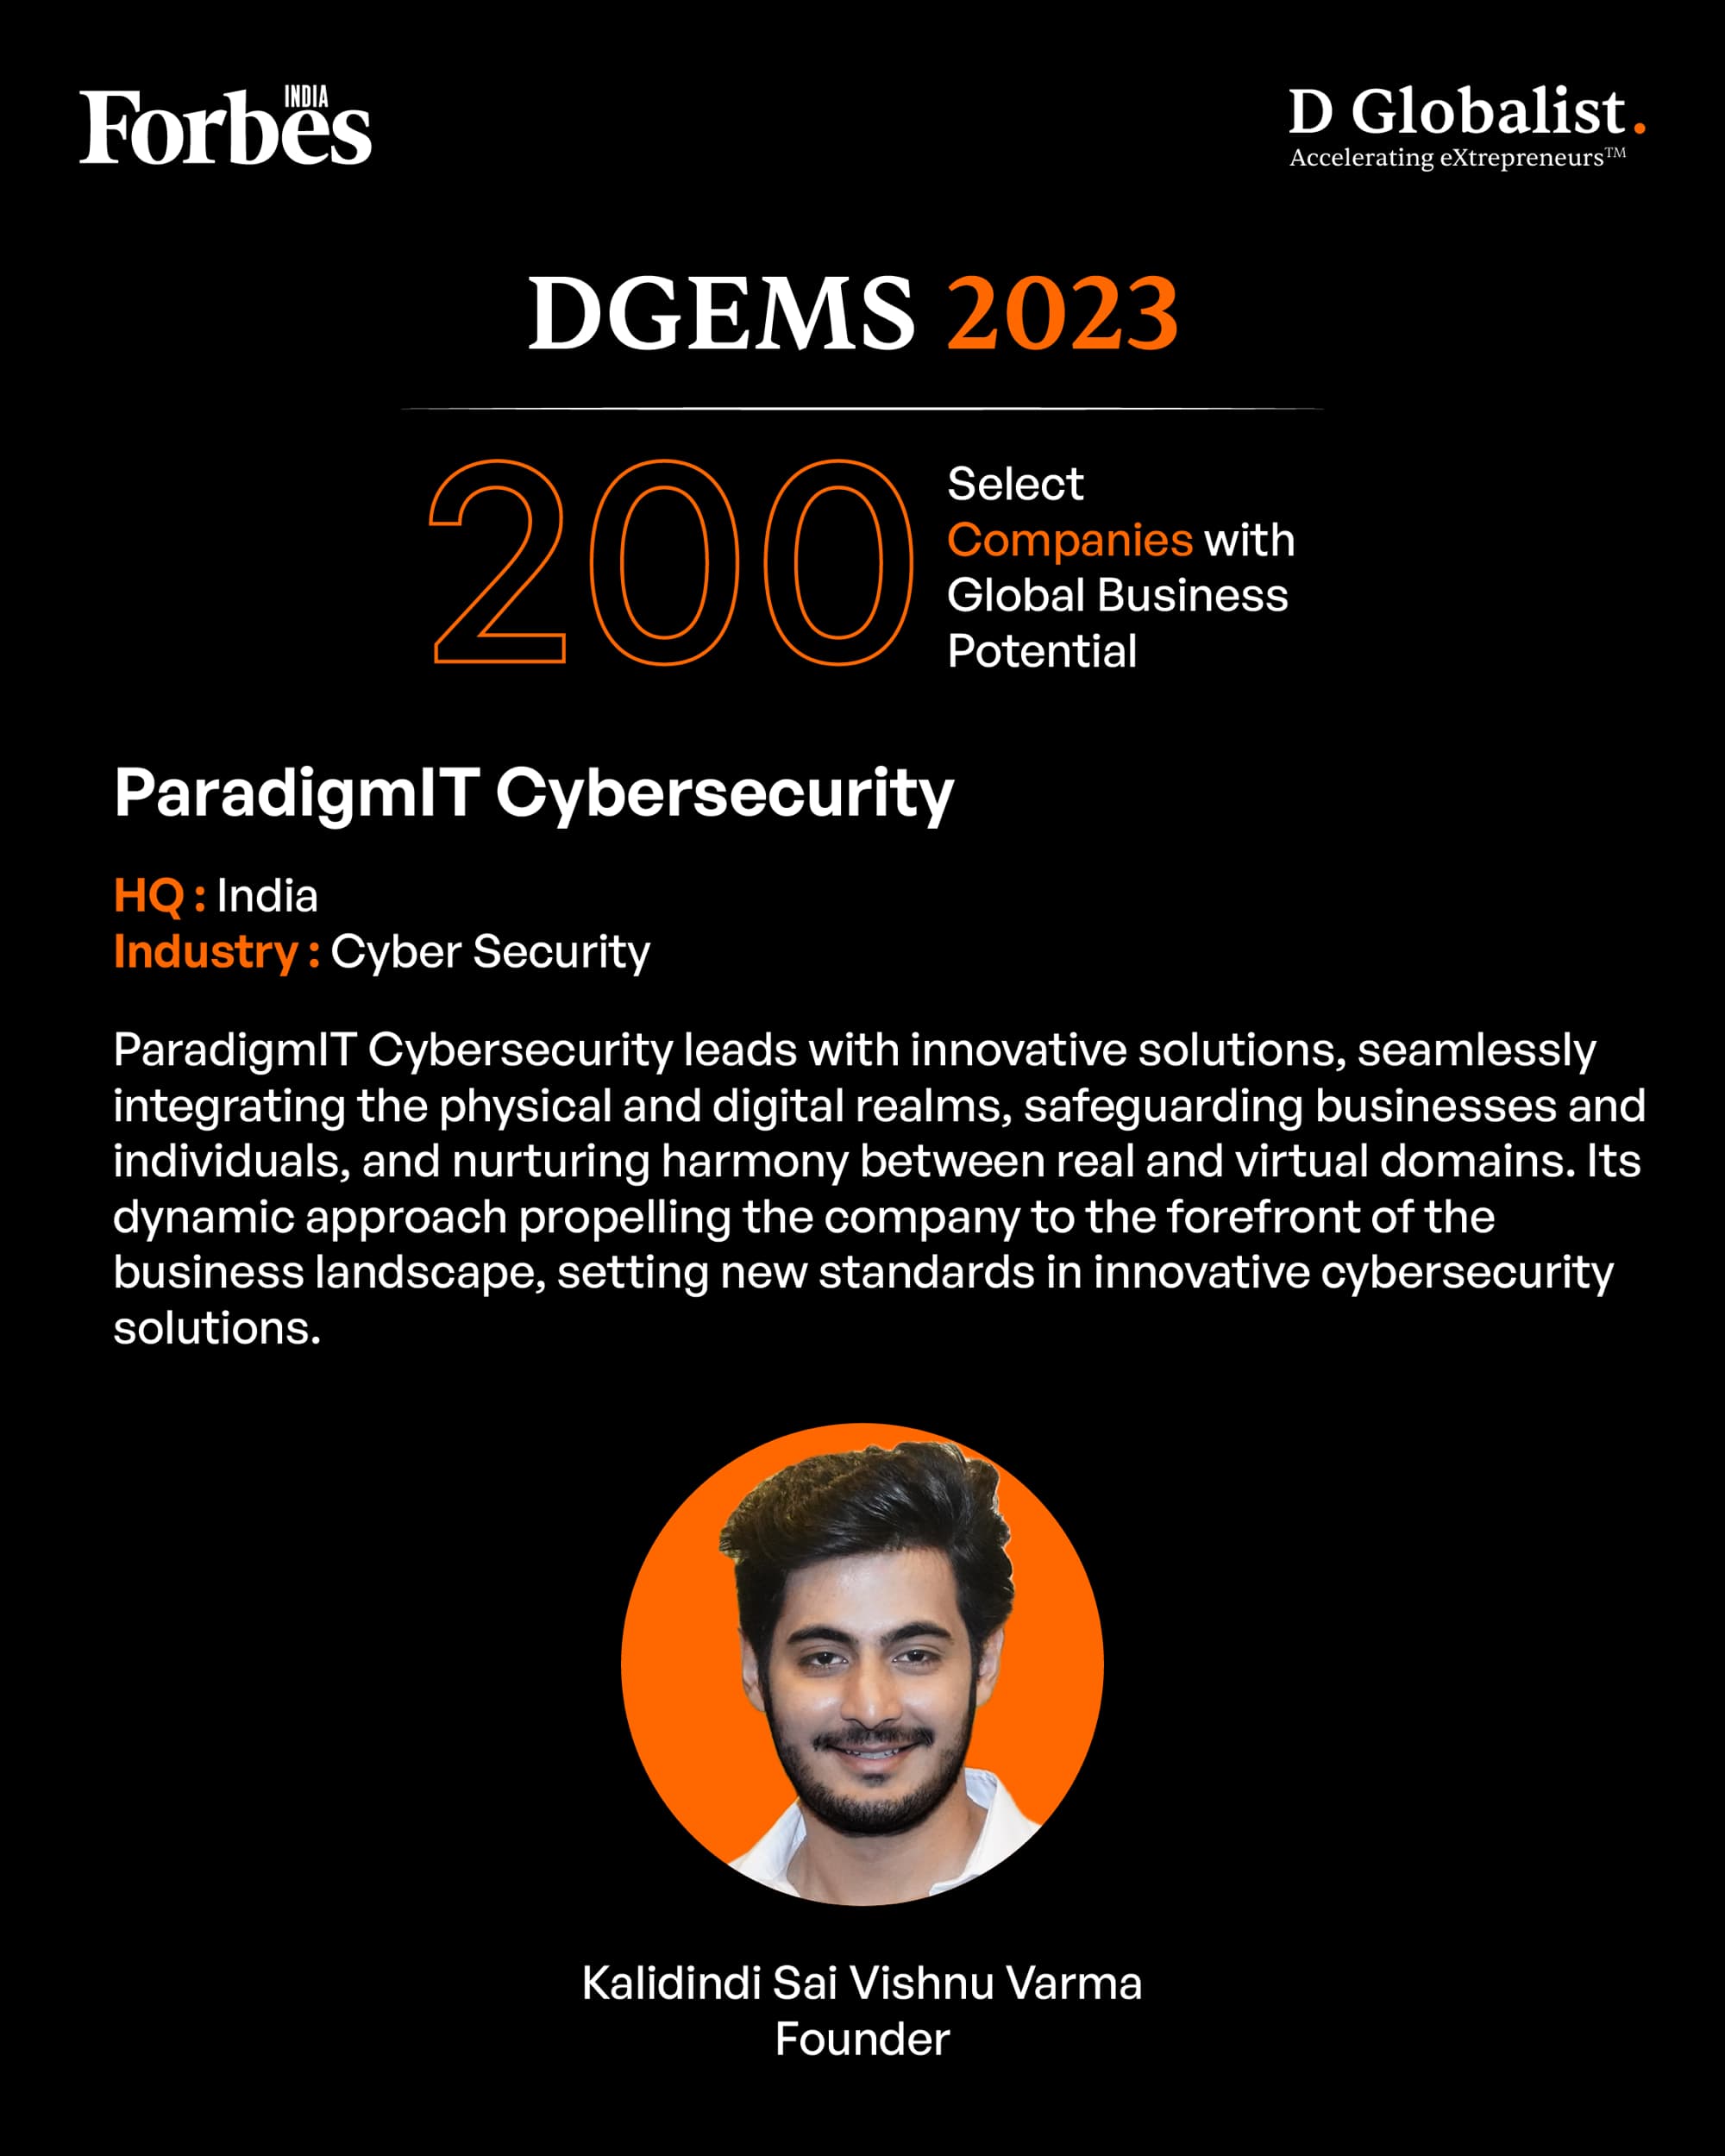 Forbes INDIA
D Globalist.
Accelerating eXtrepreneurs™
DGEMS 2023
200
Select
Companies with
Global Business
Potential
ParadigmIT Cybersecurity
HQ : India
Industry : Cyber Security
ParadigmIT Cybersecurity leads with innovative solutions, seamlessly
integrating the physical and digital realms, safeguarding businesses and
individuals, and nurturing harmony between real and virtual domains. Its
dynamic approach propelling the company to the forefront of the
business landscape, setting new standards in innovative cybersecurity
solutions.
Kalidindi Sai Vishnu Varma
Founder